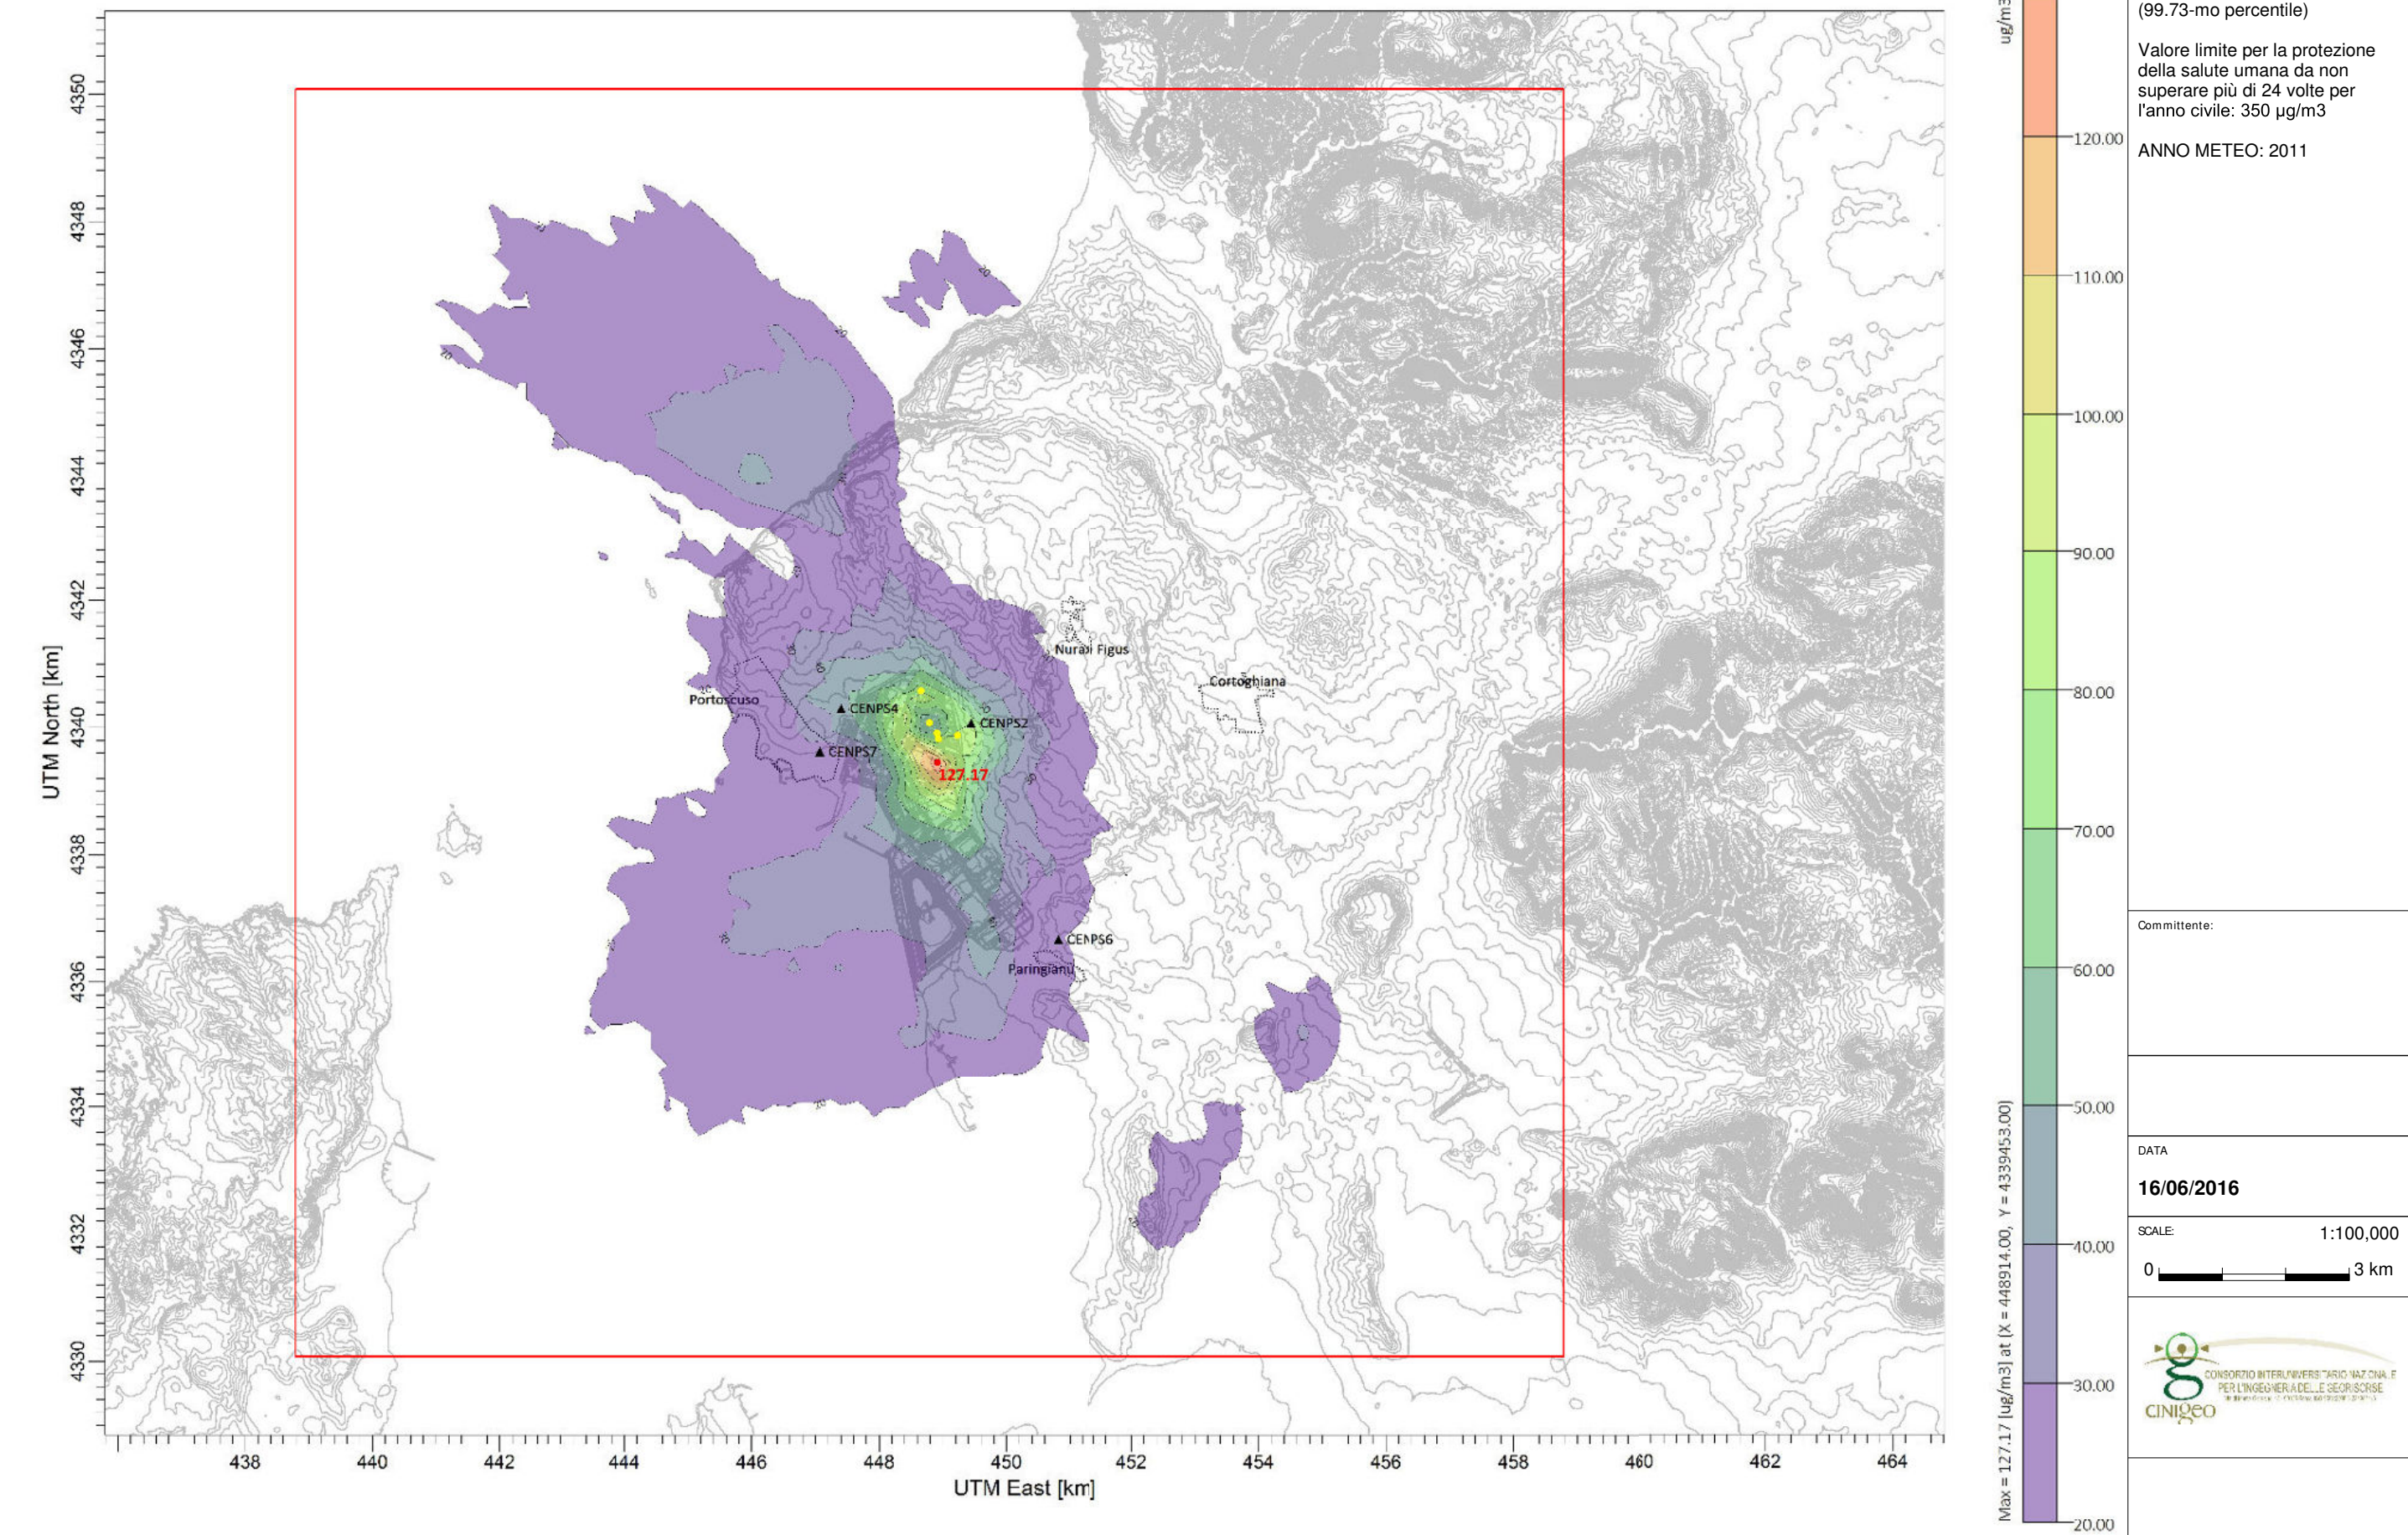 (99.73-mo percentile)
Valore limite per la protezione
della salute umana da non
superare più di 24 volte per
l'anno civile: 350 µg/m3
ANNO METEO: 2011
ug/m3
120.00
110.00
100.00
90.00
80.00
70.00
60.00
50.00
40.00
30.00
20.00
Max = 127.17 [ug/m3] at (X = 448914.00, Y = 4339453.00)
UTM North [km]
4350
4348
4346
4344
4342
4340
4338
4336
4334
4332
4330
Nuraxi Figus
Cortoghiana
Portoscuso
CENPS4
CENPS2
CENPS7
127.17
CENPS6
Paringianu
438
440
442
444
446
448
450
452
454
456
458
460
462
464
UTM East [km]
Committente:
DATA
16/06/2016
SCALE:
1:100,000
0
3 km
CONSORZIO INTERUNIVERSITARIO NAZIONALE
PER L'INGEGNERIA DELLE GEORISORSE
CINIGEO